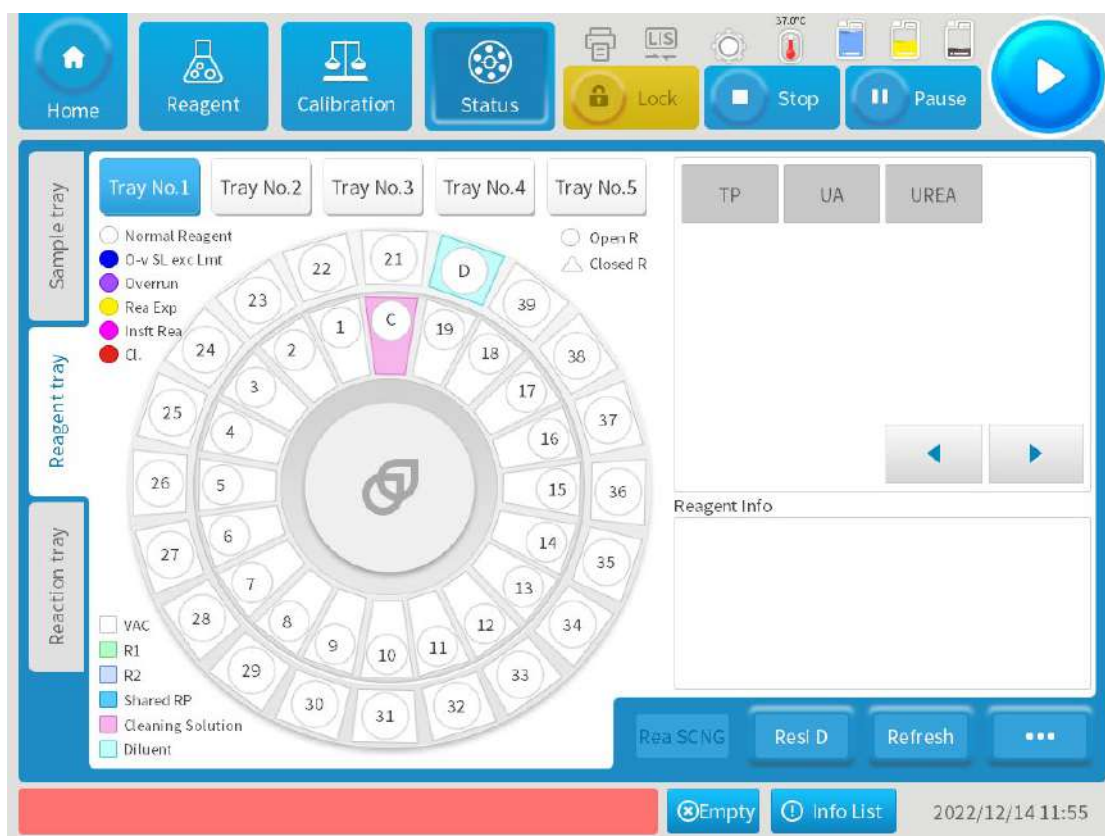 37.0°C
LIS
Home
Reagent
Calibration
Status
Lock
Stop
Pause
Sample tray
Reagent tray
Reaction tray
Tray No.1 Tray No.2 Tray No.3 Tray No.4 Tray No.5
Normal Reagent
O-v SL exc Lmt
Overrun
Rea Exp
Insft Rea
Cl.
Open R
Closed R
21
22
23
24
25
26
27
28
29
30
31
32
33
34
35
36
37
38
39
D
C
1
2
3
4
5
6
7
8
9
10
11
12
13
14
15
16
17
18
19
VAC
R1
R2
Shared RP
Cleaning Solution
Diluent
TP UA UREA
Reagent Info
Rea SCNG Resi D Refresh
Empty Info List 2022/12/14 11:55